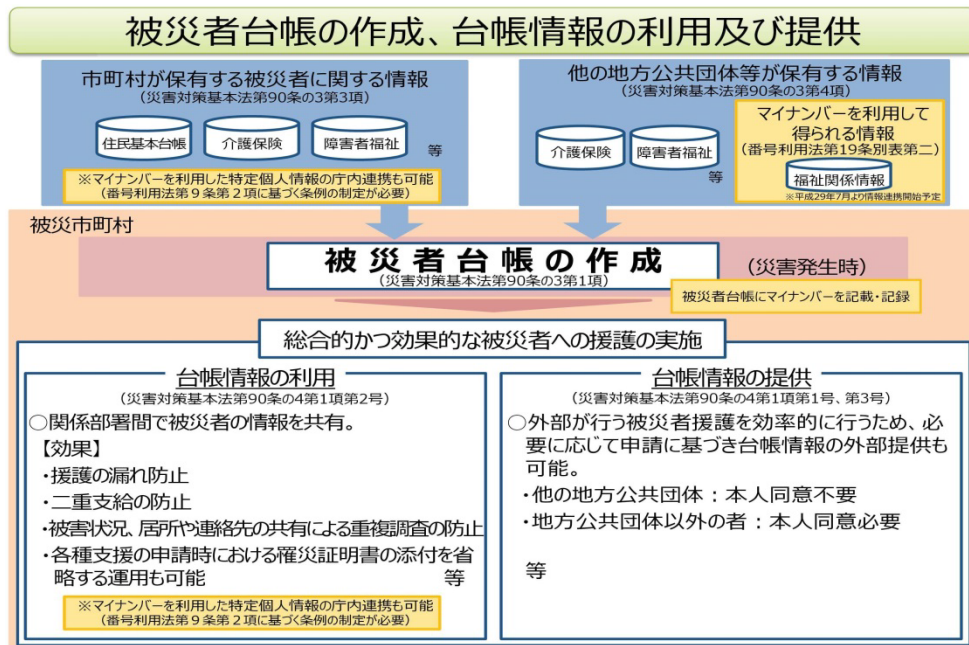 被災者台帳の作成、台帳情報の利用及び提供
市町村が保有する被災者に関する情報
(災害対策基本法第90条の3第3項)
住民基本台帳
介護保険
障害者福祉
等
※マイナンバーを利用した特定個人情報の庁内連携も可能
(番号利用法第9条第2項に基づく条例の制定が必要)
他の地方公共団体等が保有する情報
(災害対策基本法第90条の3第4項)
介護保険
障害者福祉
等
マイナンバーを利用して
得られる情報
(番号利用法第19条別表第二)
福祉関係情報
※平成29年7月より情報連携開始予定
被災市町村
被災者台帳の作成
(災害対策基本法第90条の3第1項)
(災害発生時)
被災者台帳にマイナンバーを記載・記録
総合的かつ効果的な被災者への援護の実施
台帳情報の利用
(災害対策基本法第90条の4第1項第2号)
○関係部署間で被災者の情報を共有。
【効果】
・援護の漏れ防止
・二重支給の防止
・被害状況、居所や連絡先の共有による重複調査の防止
・各種支援の申請時における罹災証明書の添付を省
略する運用も可能 等
※マイナンバーを利用した特定個人情報の庁内連携も可能
(番号利用法第9条第2項に基づく条例の制定が必要)
台帳情報の提供
(災害対策基本法第90条の4第1項第1号、第3号)
○外部が行う被災者援護を効率的に行うため、必
要に応じて申請に基づき台帳情報の外部提供も
可能。
・他の地方公共団体:本人同意不要
・地方公共団体以外の者:本人同意必要
等